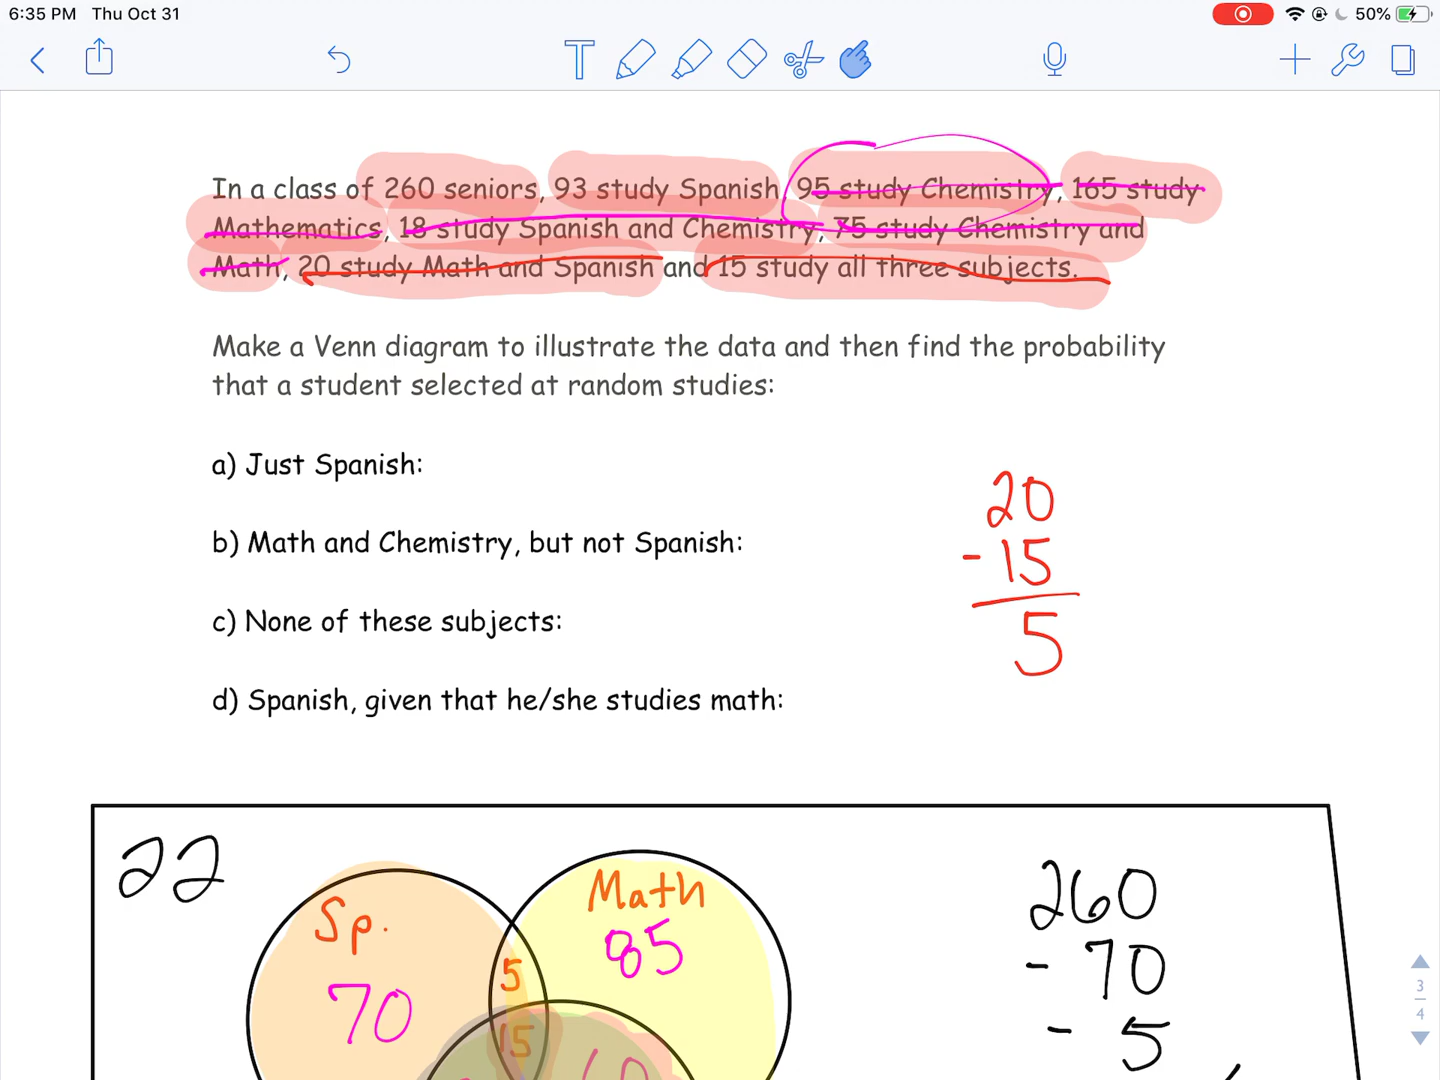 6:35 PM Thu Oct 31
50%
In a class of 260 seniors, 93 study Spanish, 95 study Chemistry, 165 study
Mathematics, 18 study Spanish and Chemistry, 75 study Chemistry and
Math, 20 study Math and Spanish and 15 study all three subjects.
Make a Venn diagram to illustrate the data and then find the probability
that a student selected at random studies:
a) Just Spanish:
b) Math and Chemistry, but not Spanish:
c) None of these subjects:
d) Spanish, given that he/she studies math:
20
- 15
5
22
Sp.
70
Math
85
5
15
260
- 70
- 5
3
4